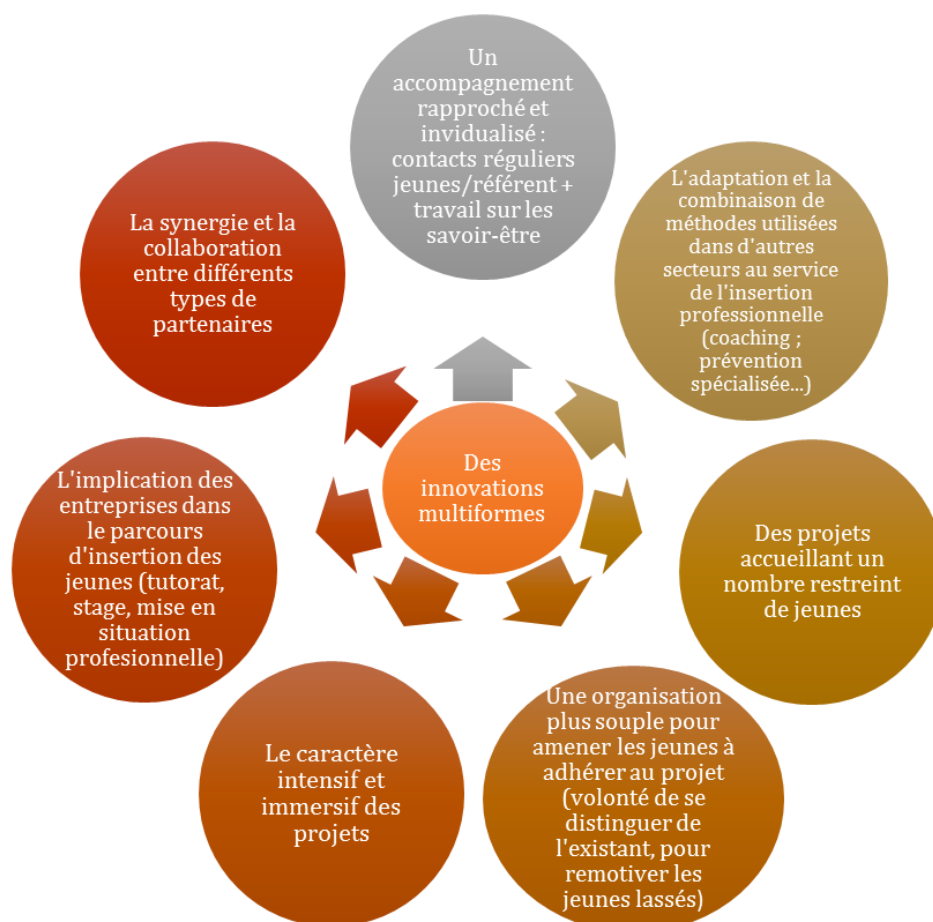 Un
accompagnement
rapproché et
invidualisé :
contacts réguliers
jeunes/référent +
travail sur les
savoir-être
L'adaptation et la
combinaison de
méthodes utilisées
dans d'autres
secteurs au service
de l'insertion
professionnelle
(coaching ;
prévention
spécialisée...)
Des projets
accueillant un
nombre restreint
de jeunes
Une organisation
plus souple pour
amener les jeunes à
adhérer au projet
(volonté de se
distinguer de
l'existant, pour
remotiver les
jeunes lassés)
Le caractère
intensif et
immersif des
projets
L'implication des
entreprises dans
le parcours
d'insertion des
jeunes (tutorat,
stage, mise en
situation
profesionnelle)
La synergie et la
collaboration
entre différents
types de
partenaires
Des
innovations
multiformes